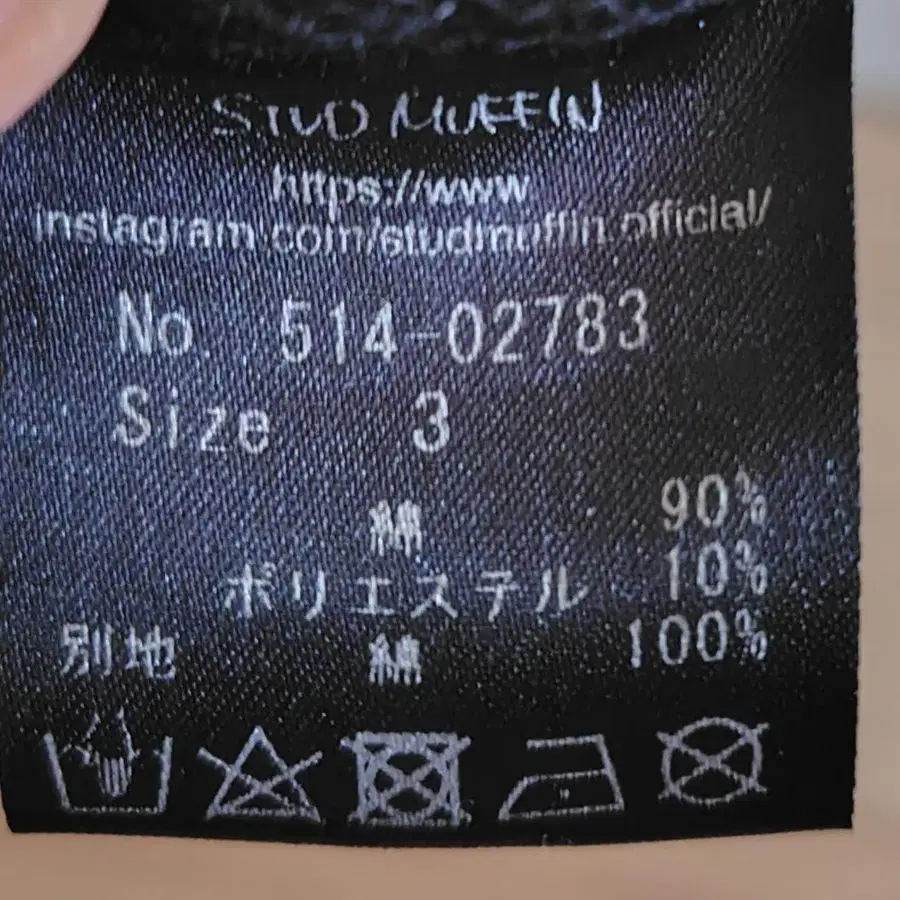 STUD MUFFIN
https://www
instagram.com/studmuffin.official/
No. 514-02783
Size 3
綿 90%
ポリエステル 10%
別地 綿 100%